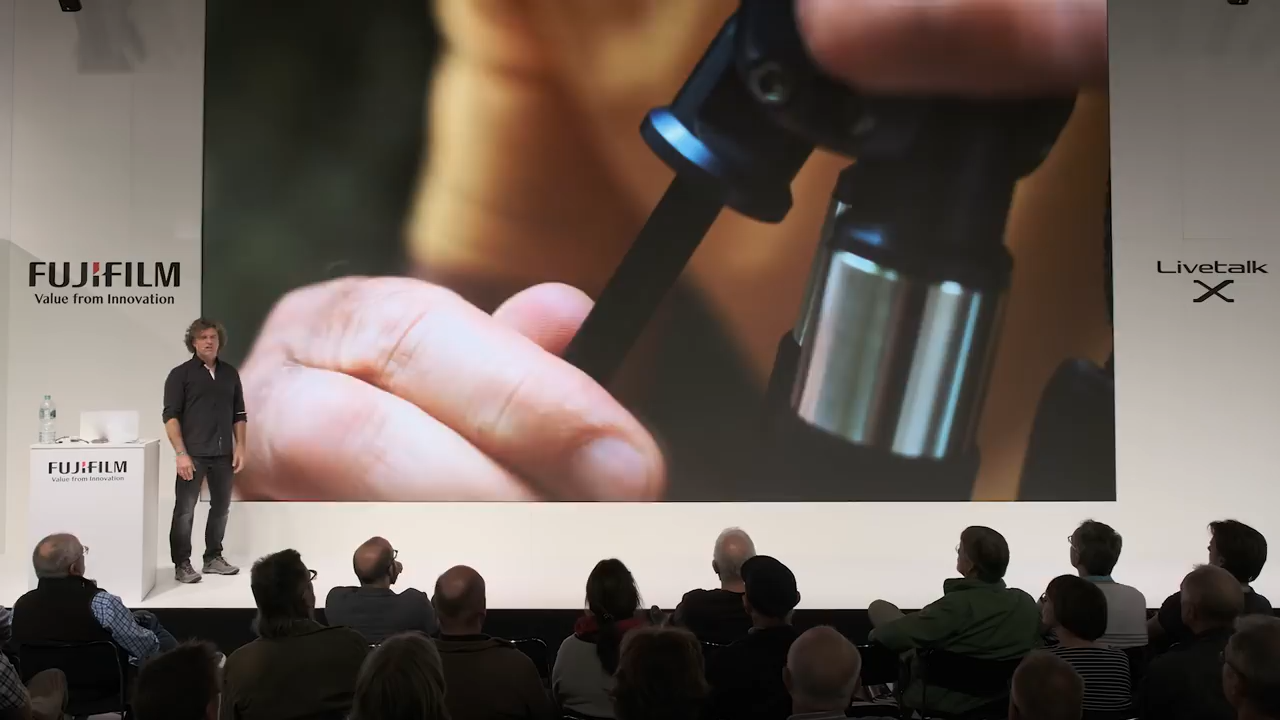 FUJIFILM
Value from Innovation
Livetalk
X
FUJIFILM
Value from Innovation